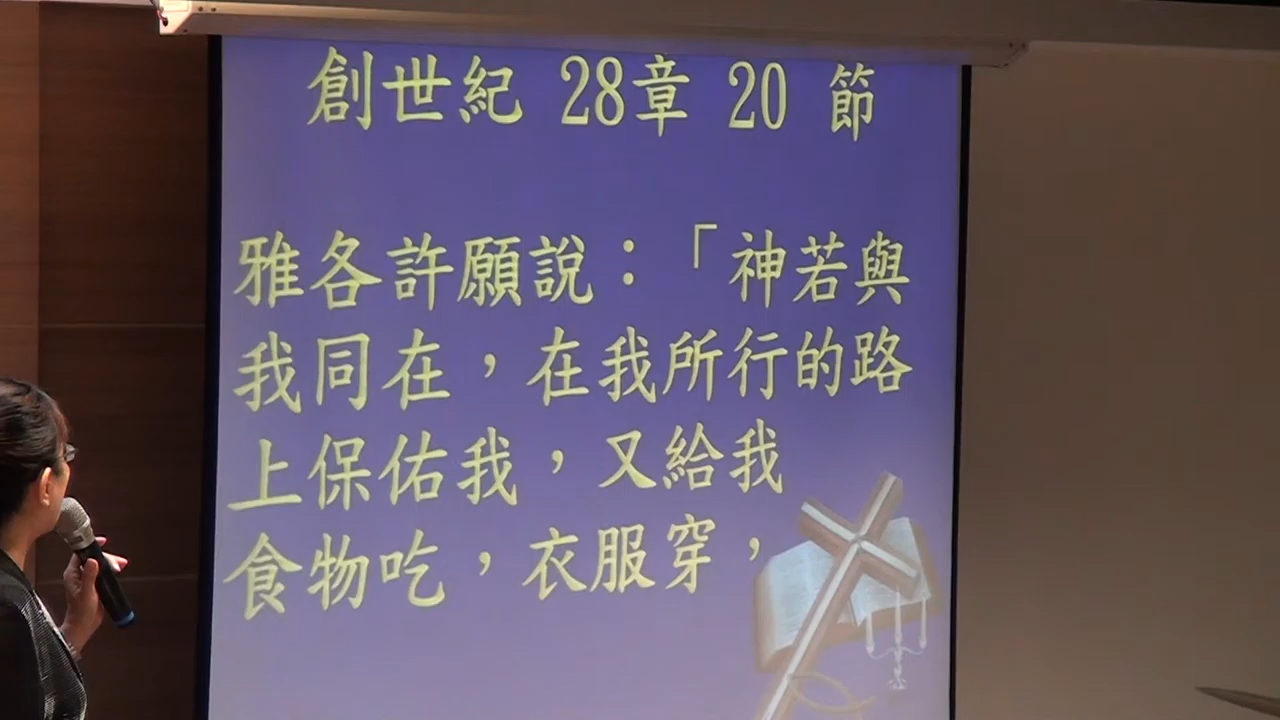 創世紀 28章 20 節
雅各許願說：「神若與
我同在，在我所行的路
上保佑我，又給我
食物吃，衣服穿，